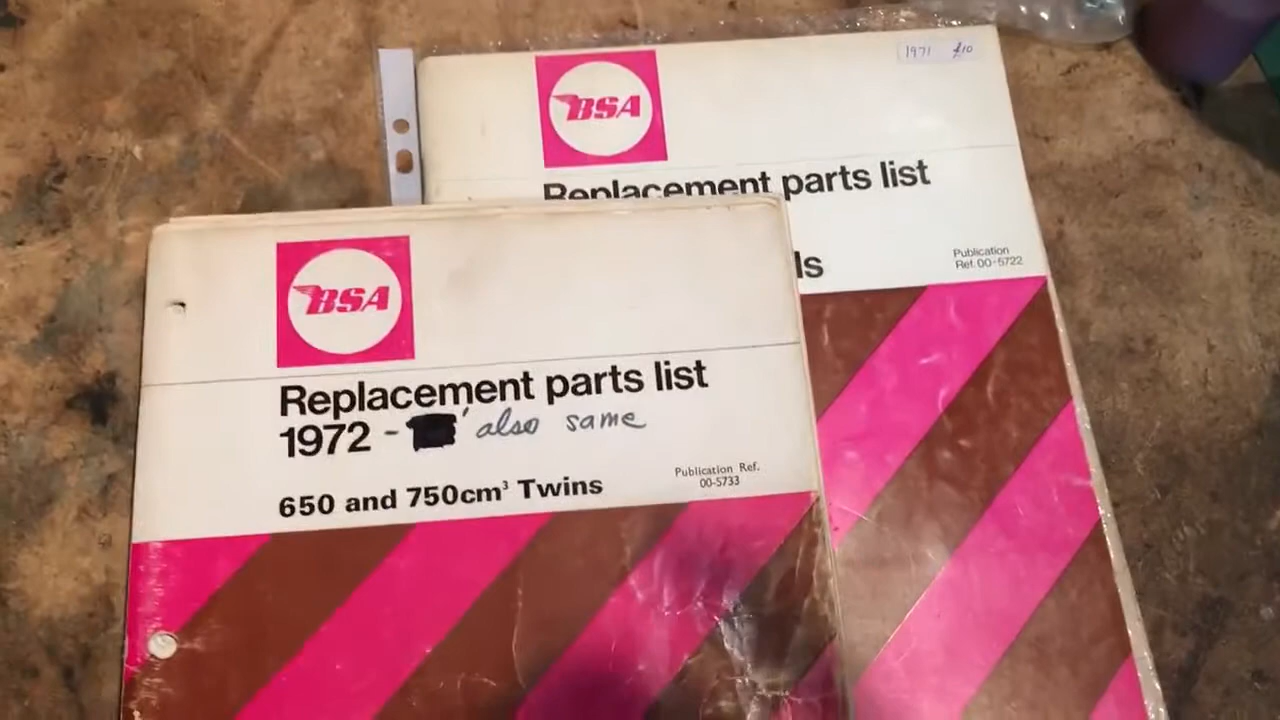 1971 £10
BSA
Replacement parts list
ls
Publication
Ref. 00-5722
BSA
Replacement parts list
1972 - ' also same
650 and 750cm³ Twins
Publication Ref.
00-5733